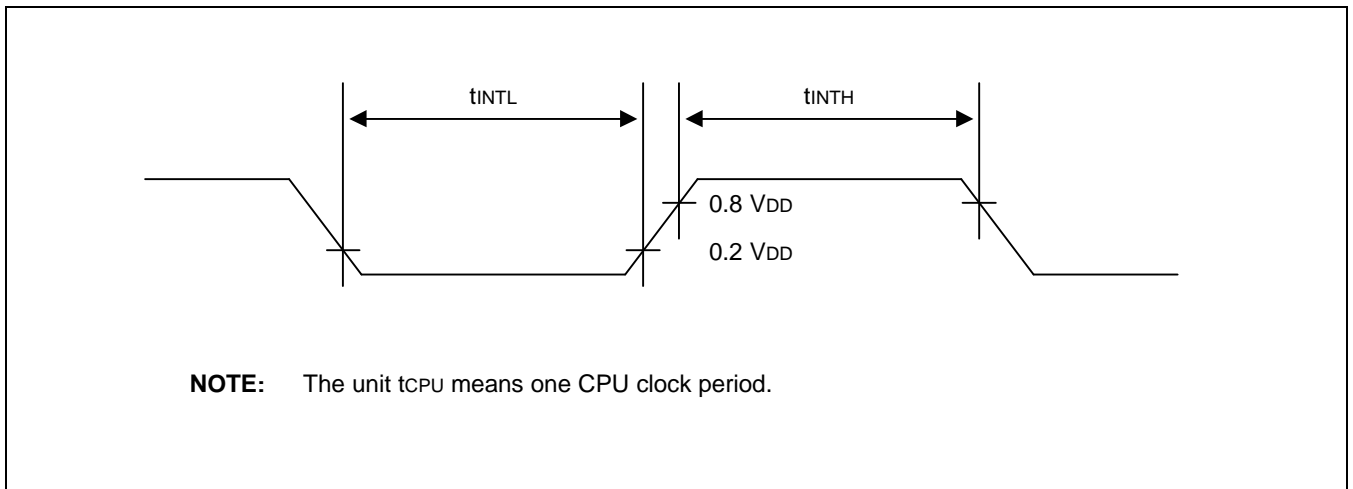 tINTL
tINTH
0.8 VDD
0.2 VDD
NOTE: The unit tCPU means one CPU clock period.